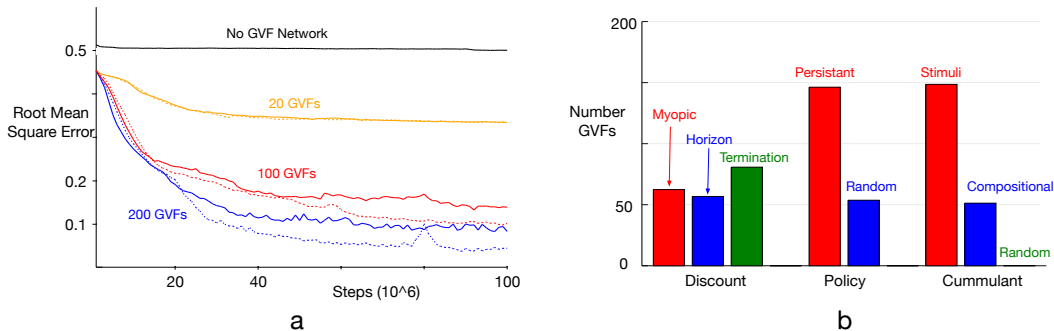 No GVF Network
0.5
20 GVFs
Root Mean
Square Error
100 GVFs
0.2
200 GVFs
0.1
20
40
100
Steps (10^6)
a
200
Persistant
Stimuli
Number
GVFs
Myopic
Horizon
Termination
Random
Compositional
50
Random
0
Discount
Policy
Cummulant
b